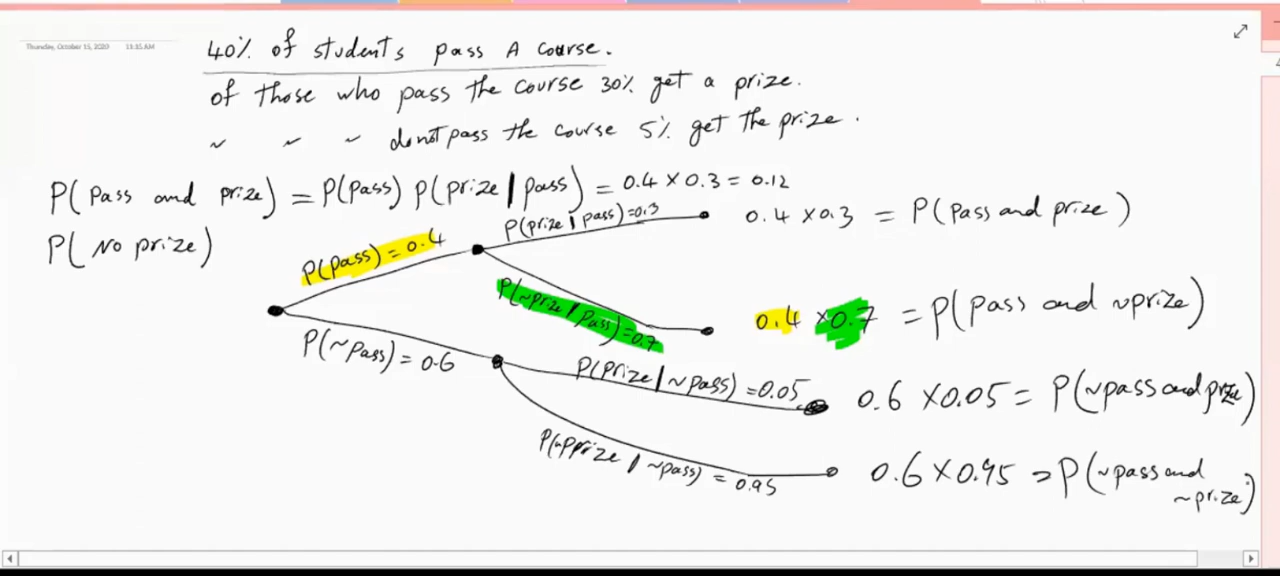 Thursday, October 15, 2020 11:15 AM
40% of students pass A course.
of those who pass the course 30% get a prize.
〃 〃 〃 do not pass the course 5% get the prize.
P(pass and prize) = P(pass) P(prize | pass) = 0.4 × 0.3 = 0.12
P(prize | pass) = 0.3
0.4 × 0.3 = P(pass and prize)
P(No prize)
P(pass) = 0.4
P(~prize | pass) = 0.7
0.4 × 0.7 = P(pass and ~prize)
P(~pass) = 0.6
P(prize | ~pass) = 0.05
0.6 × 0.05 = P(~pass and prize)
P(~prize | ~pass) = 0.95
0.6 × 0.95 = P(~pass and
~prize)